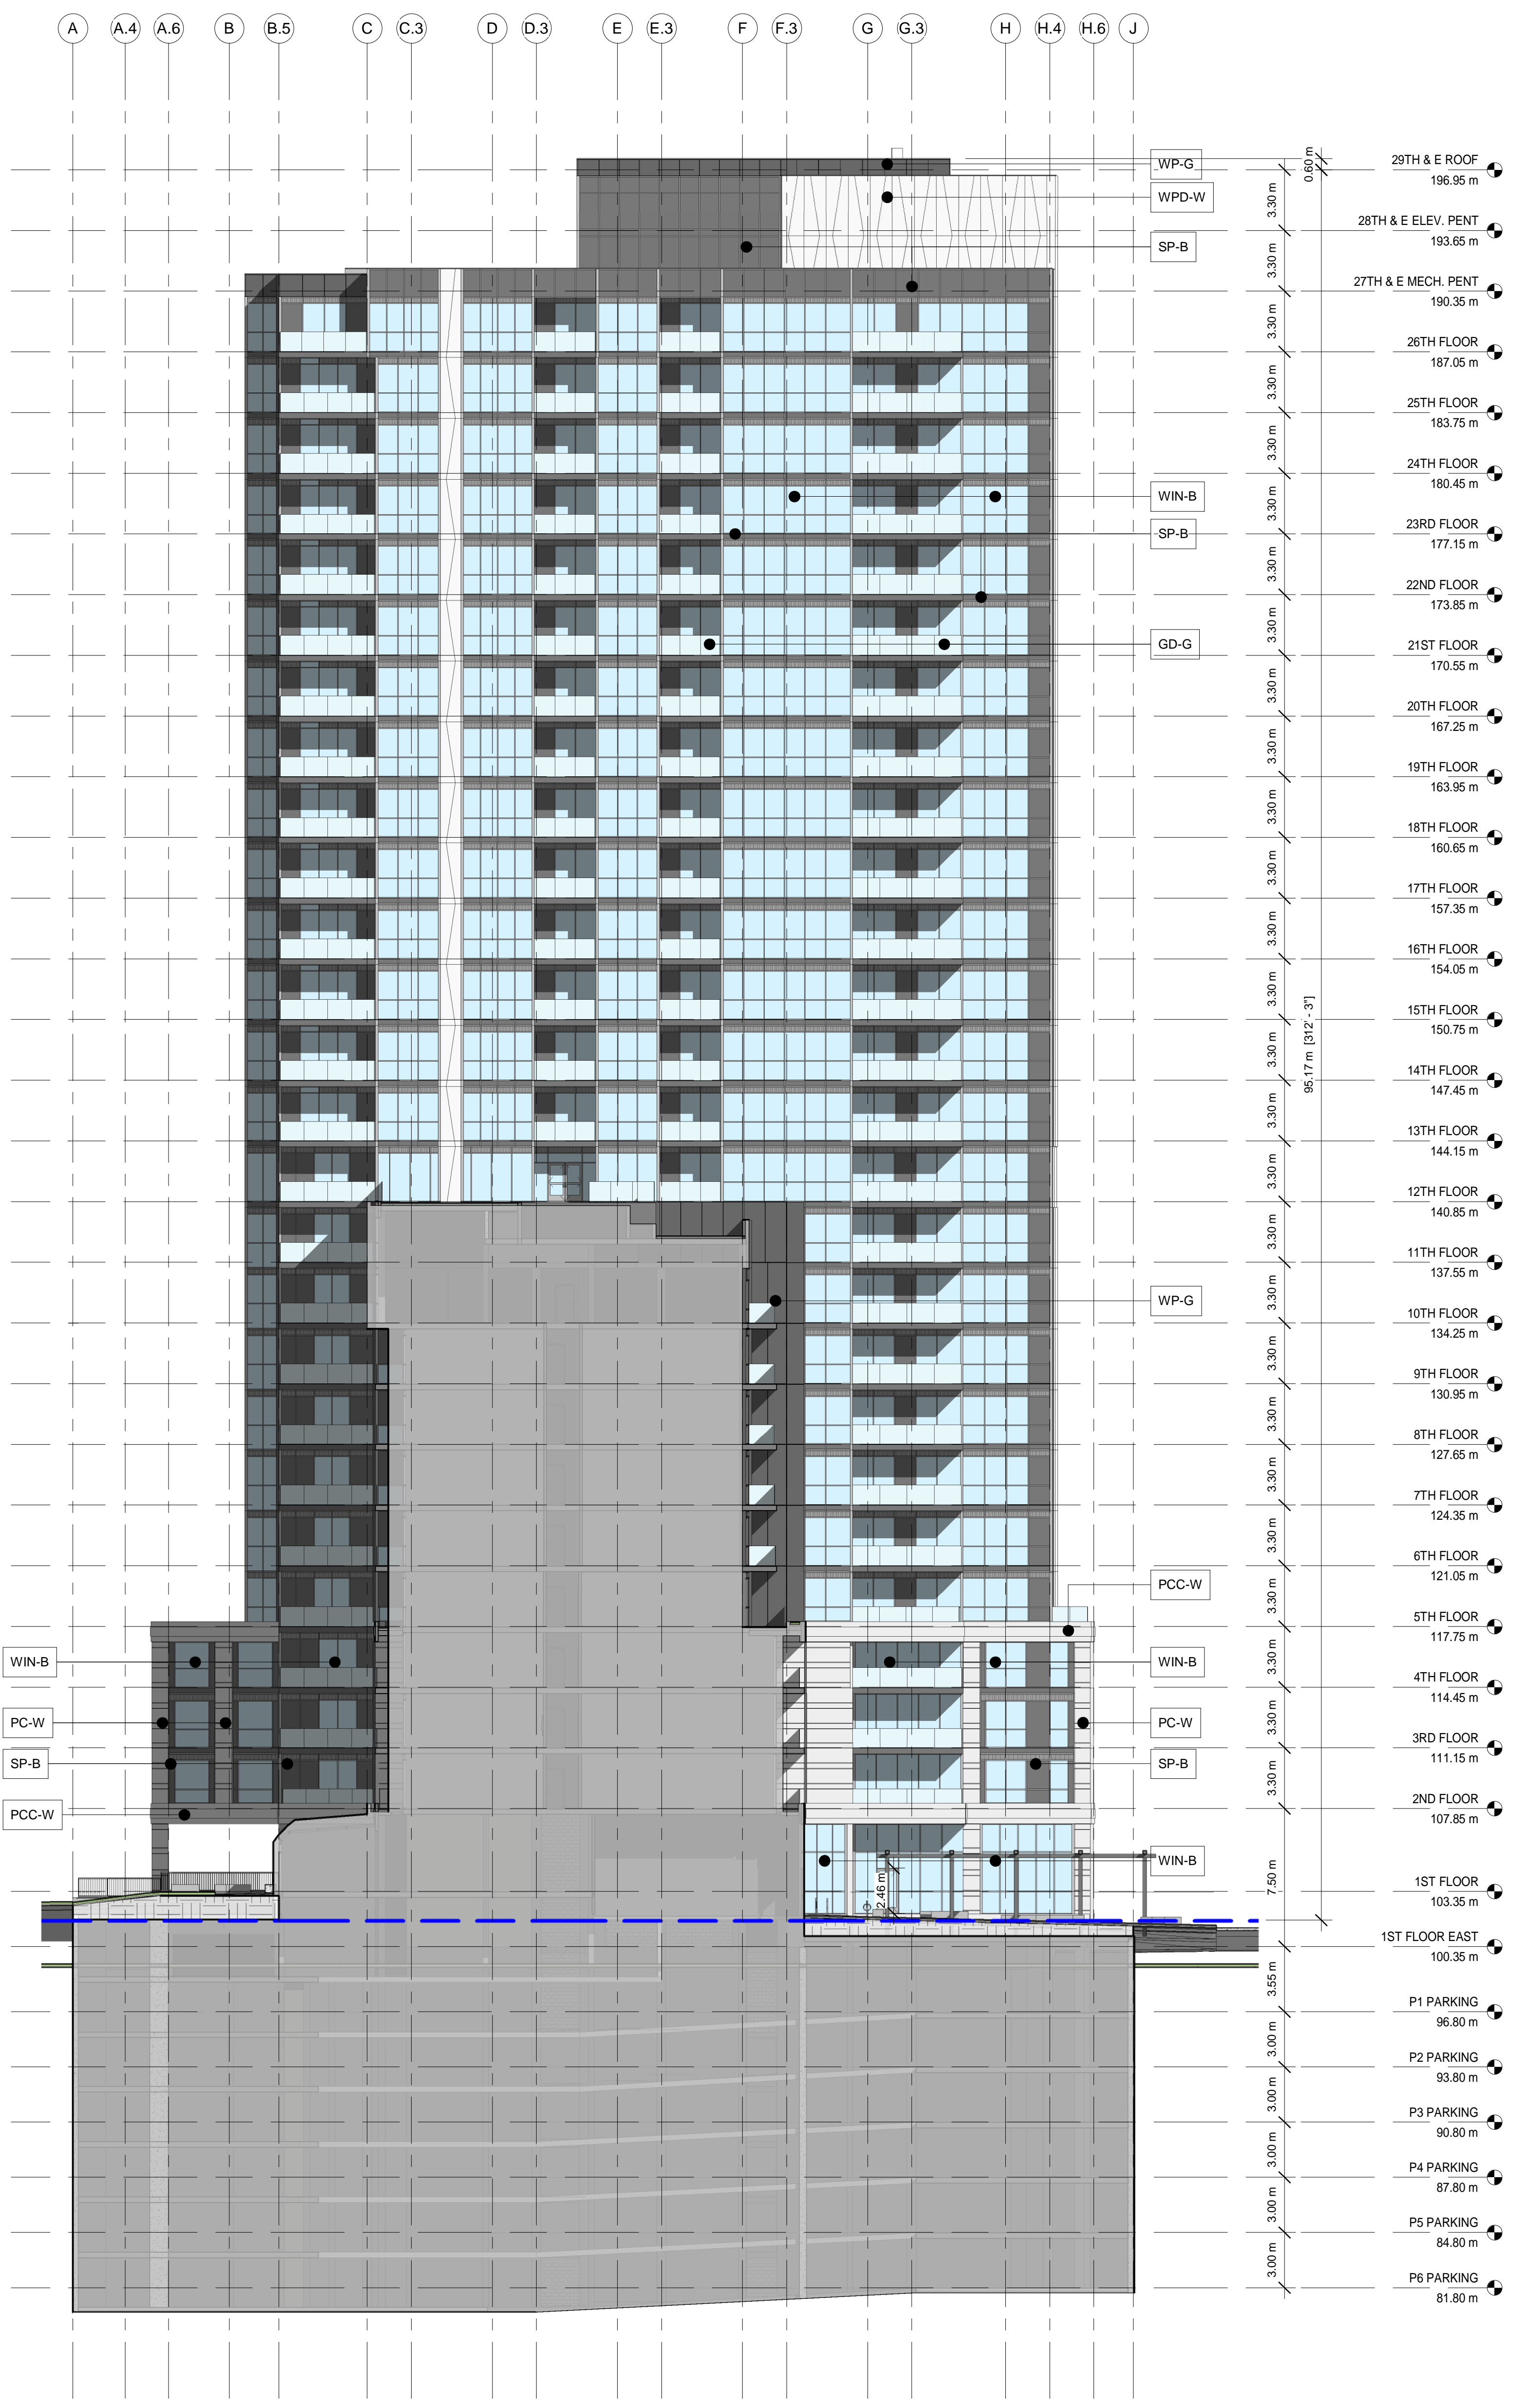 A A.4 A.6 B B.5 C C.3 D D.3 E E.3 F F.3 G G.3 H H.4 H.6 J
WP-G
0.60 m
29TH & E ROOF
196.95 m
WPD-W
3.30 m
28TH & E ELEV. PENT
193.65 m
SP-B
3.30 m
27TH & E MECH. PENT
190.35 m
3.30 m
26TH FLOOR
187.05 m
3.30 m
25TH FLOOR
183.75 m
3.30 m
24TH FLOOR
180.45 m
WIN-B
3.30 m
23RD FLOOR
177.15 m
SP-B
3.30 m
22ND FLOOR
173.85 m
3.30 m
GD-G
21ST FLOOR
170.55 m
3.30 m
20TH FLOOR
167.25 m
3.30 m
19TH FLOOR
163.95 m
3.30 m
18TH FLOOR
160.65 m
3.30 m
17TH FLOOR
157.35 m
3.30 m
16TH FLOOR
154.05 m
3.30 m
15TH FLOOR
150.75 m
3.30 m
95.17 m [312' - 3"]
14TH FLOOR
147.45 m
3.30 m
13TH FLOOR
144.15 m
3.30 m
12TH FLOOR
140.85 m
3.30 m
11TH FLOOR
137.55 m
3.30 m
WP-G
10TH FLOOR
134.25 m
3.30 m
9TH FLOOR
130.95 m
3.30 m
8TH FLOOR
127.65 m
3.30 m
7TH FLOOR
124.35 m
3.30 m
6TH FLOOR
121.05 m
PCC-W
3.30 m
5TH FLOOR
117.75 m
WIN-B
WIN-B
3.30 m
4TH FLOOR
114.45 m
PC-W
PC-W
3.30 m
3RD FLOOR
111.15 m
SP-B
SP-B
3.30 m
2ND FLOOR
107.85 m
PCC-W
WIN-B
2.46 m
7.50 m
1ST FLOOR
103.35 m
1ST FLOOR EAST
100.35 m
3.55 m
P1 PARKING
96.80 m
3.00 m
P2 PARKING
93.80 m
3.00 m
P3 PARKING
90.80 m
3.00 m
P4 PARKING
87.80 m
3.00 m
P5 PARKING
84.80 m
3.00 m
P6 PARKING
81.80 m